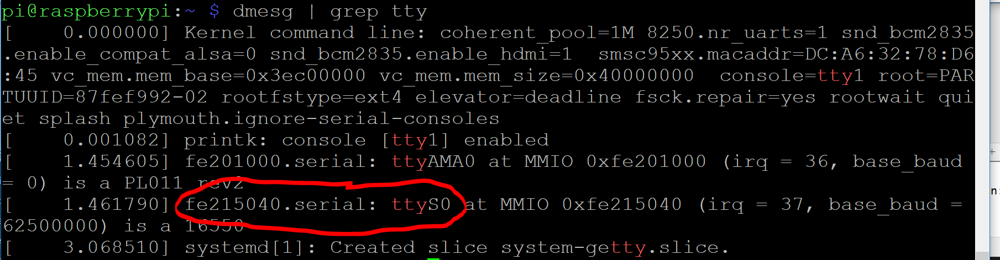 pi@raspberrypi:~ $ dmesg | grep tty
[    0.000000] Kernel command line: coherent_pool=1M 8250.nr_uarts=1 snd_bcm2835
.enable_compat_alsa=0 snd_bcm2835.enable_hdmi=1  smsc95xx.macaddr=DC:A6:32:78:D6
:45 vc_mem.mem_base=0x3ec00000 vc_mem.mem_size=0x40000000  console=tty1 root=PAR
TUUID=87fef992-02 rootfstype=ext4 elevator=deadline fsck.repair=yes rootwait qui
et splash plymouth.ignore-serial-consoles
[    0.001082] printk: console [tty1] enabled
[    1.454605] fe201000.serial: ttyAMA0 at MMIO 0xfe201000 (irq = 36, base_baud
= 0) is a PL011 rev2
[    1.461790] fe215040.serial: ttyS0 at MMIO 0xfe215040 (irq = 37, base_baud =
62500000) is a 16550
[    3.068510] systemd[1]: Created slice system-getty.slice.